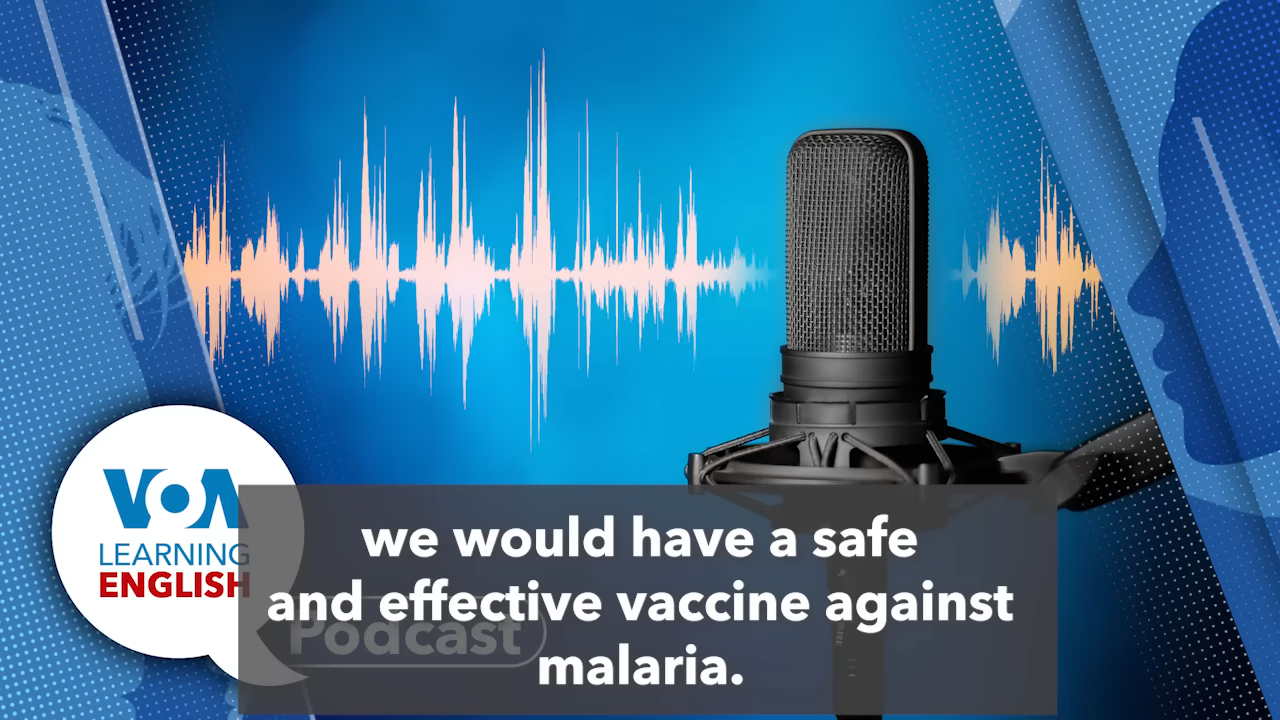 VOA
LEARNING
ENGLISH
Podcast
we would have a safe
and effective vaccine against
malaria.